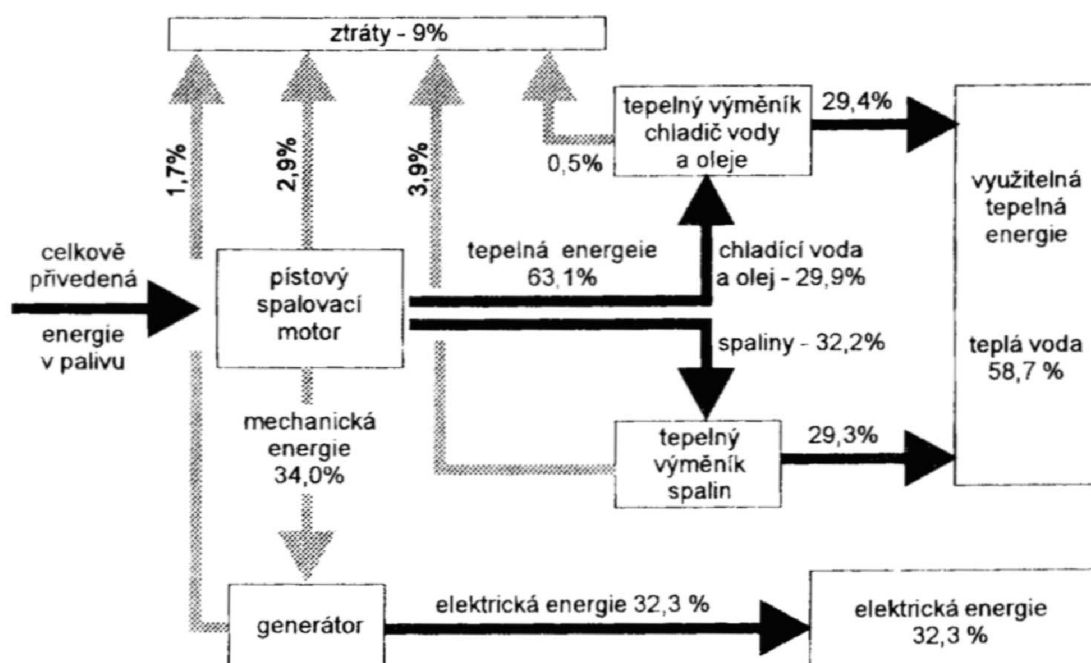 ztráty - 9%
1,7%
2,9%
3,9%
0,5%
tepelný výměník
chladič vody
a oleje
29,4%
využitelná
tepelná
energie
teplá voda
58,7 %
celkově
přivedená
energie
v palivu
pístový
spalovací
motor
tepelná energeie
63,1%
chladící voda
a olej - 29,9%
spaliny - 32,2%
mechanická
energie
34,0%
tepelný
výměník
spalin
29,3%
generátor
elektrická energie 32,3 %
elektrická energie
32,3 %